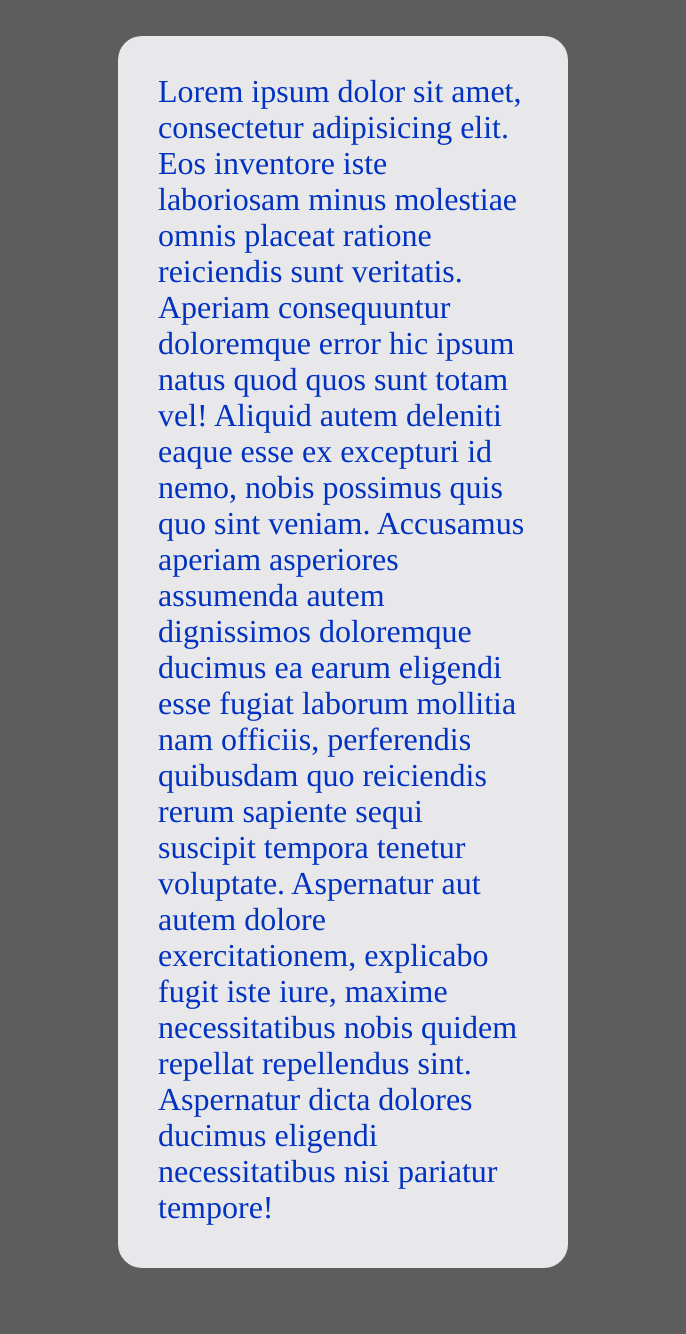 Lorem ipsum dolor sit amet,
consectetur adipisicing elit.
Eos inventore iste
laboriosam minus molestiae
omnis placeat ratione
reiciendis sunt veritatis.
Aperiam consequuntur
doloremque error hic ipsum
natus quod quos sunt totam
vel! Aliquid autem deleniti
eaque esse ex excepturi id
nemo, nobis possimus quis
quo sint veniam. Accusamus
aperiam asperiores
assumenda autem
dignissimos doloremque
ducimus ea earum eligendi
esse fugiat laborum mollitia
nam officiis, perferendis
quibusdam quo reiciendis
rerum sapiente sequi
suscipit tempora tenetur
voluptate. Aspernatur aut
autem dolore
exercitationem, explicabo
fugit iste iure, maxime
necessitatibus nobis quidem
repellat repellendus sint.
Aspernatur dicta dolores
ducimus eligendi
necessitatibus nisi pariatur
tempore!